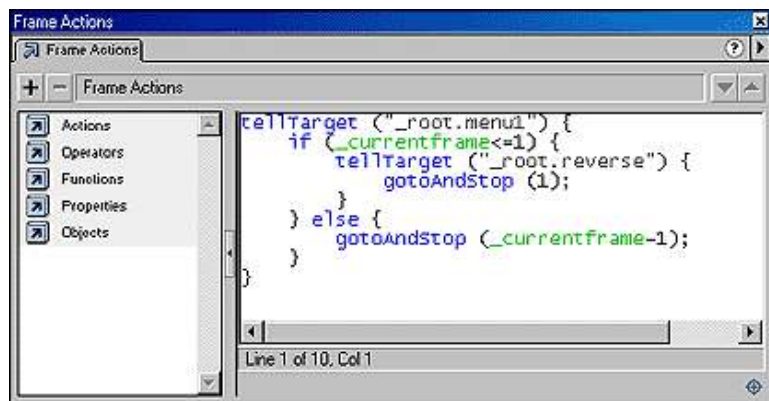 Frame Actions
Frame Actions
?
+ − Frame Actions
Actions
Operators
Functions
Properties
Objects
tellTarget ("_root.menu1") {
if (_currentframe<=1) {
tellTarget ("_root.reverse") {
gotoAndStop (1);
}
} else {
gotoAndStop (_currentframe-1);
}
}
Line 1 of 10, Col 1